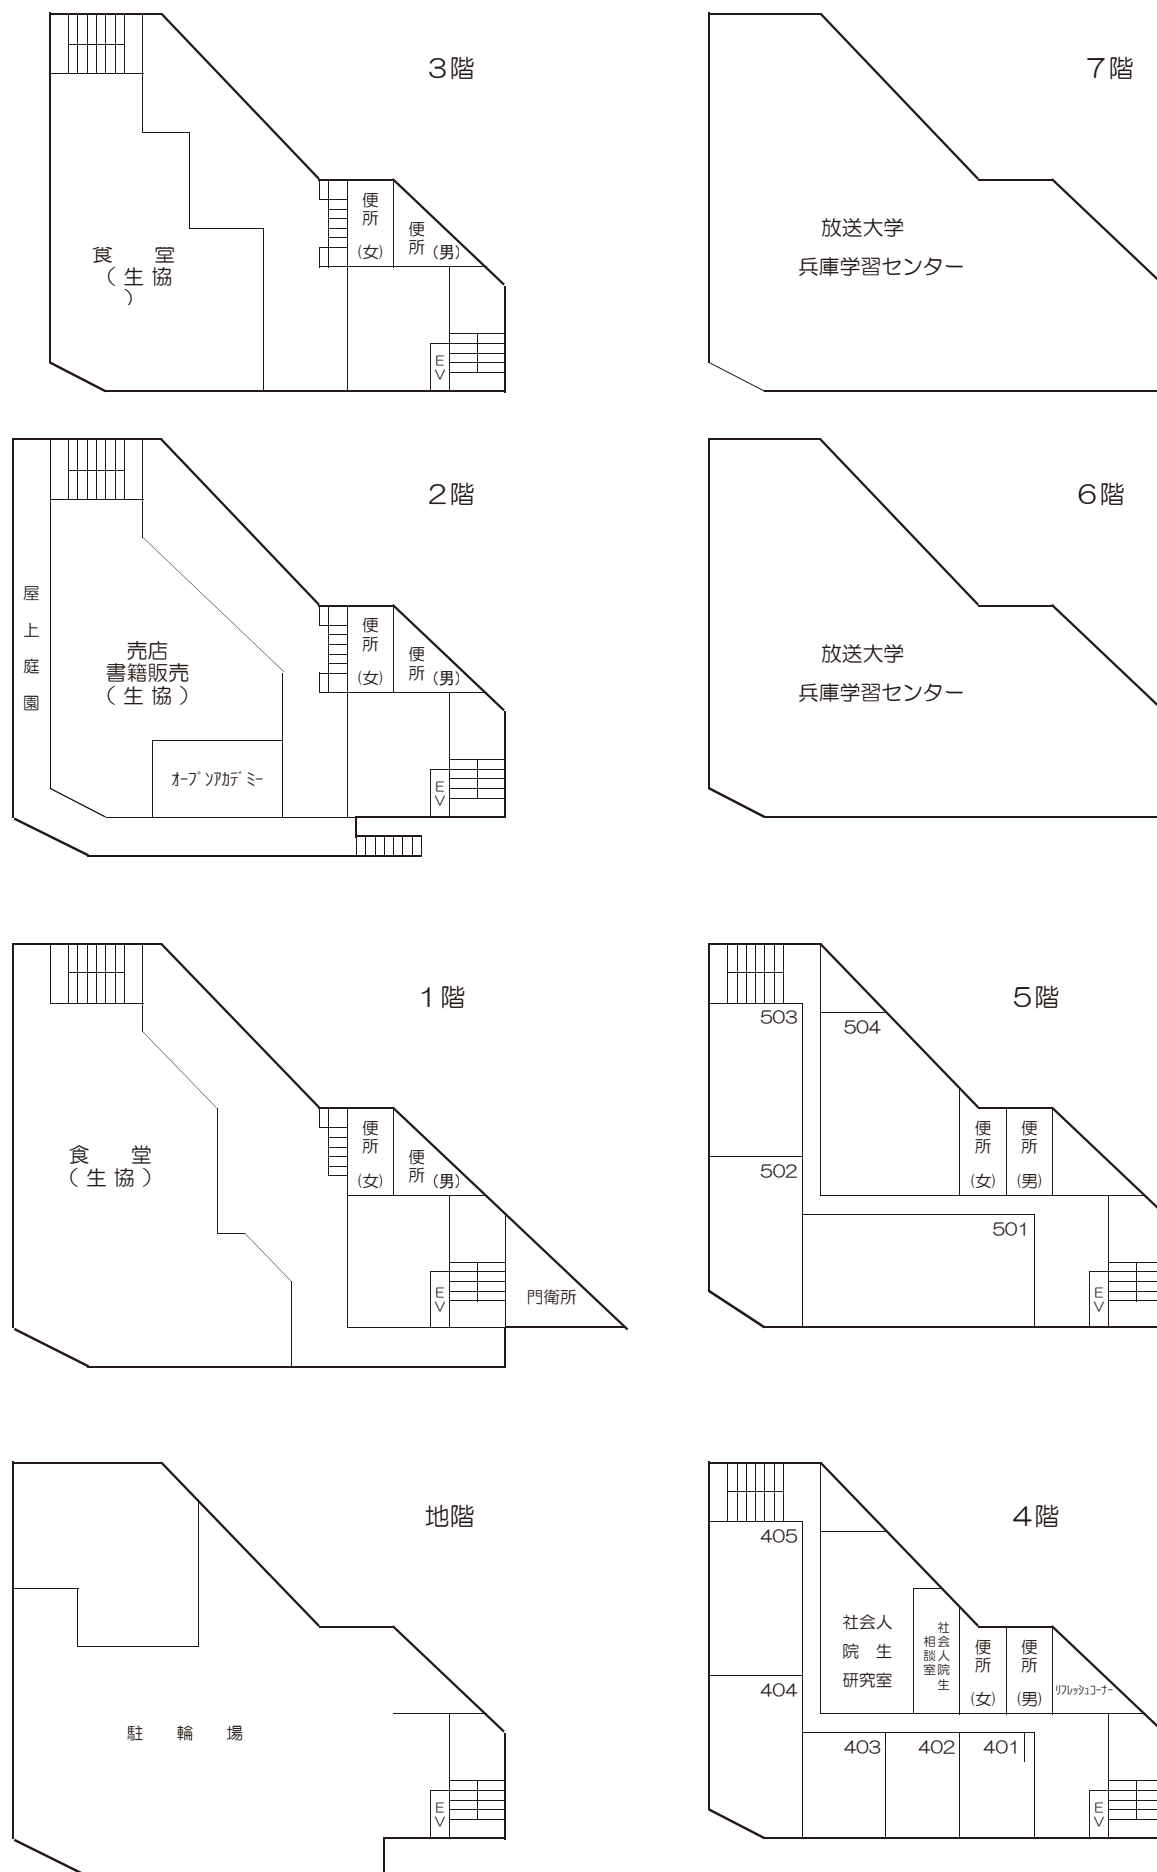 3階
食　堂
（生協
）
便所
(女)
便所
(男)
EV
7階
放送大学
兵庫学習センター
2階
屋上庭園
売店
書籍販売
（生協）
ｵｰﾌﾟﾝｱｶﾃﾞﾐｰ
便所
(女)
便所
(男)
EV
6階
放送大学
兵庫学習センター
1階
食　堂
（生協）
便所
(女)
便所
(男)
EV
門衛所
5階
503
504
502
501
便所
(女)
便所
(男)
EV
地階
駐輪場
EV
4階
405
社会人
院　生
研究室
社会人院生
相談室
便所
(女)
便所
(男)
ﾘﾌﾚｯｼｭｺｰﾅｰ
404
403
402
401
EV